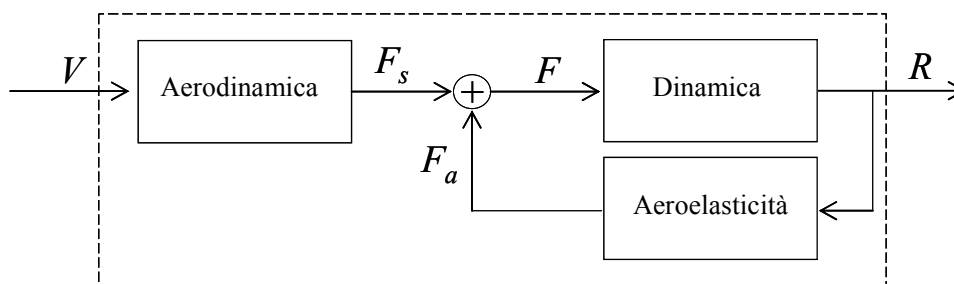 V
Aerodinamica
F_s
+
F
Dinamica
R
F_a
Aeroelasticità